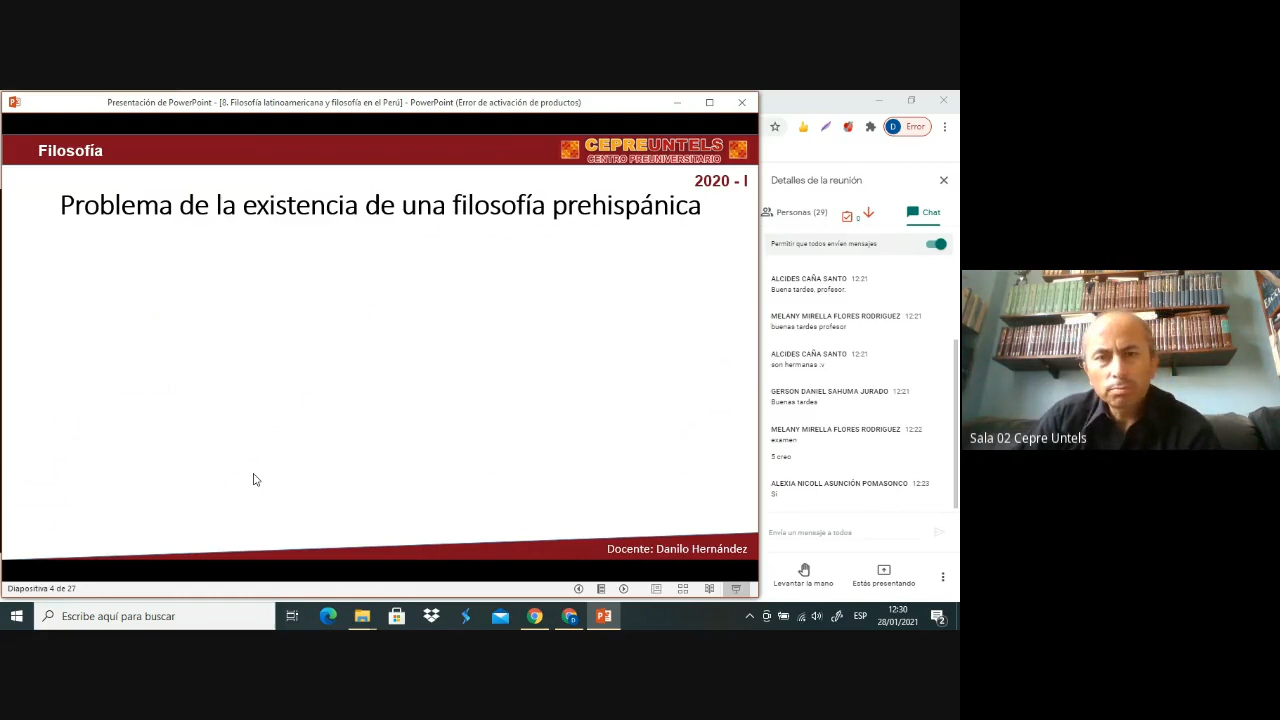 Presentación de PowerPoint - [8. Filosofía latinoamericana y filosofía en el Perú] - PowerPoint (Error de activación de productos)
Filosofía
CEPREUNTELS
CENTRO PREUNIVERSITARIO
2020 - I
Problema de la existencia de una filosofía prehispánica
Docente: Danilo Hernández
Diapositiva 4 de 27
D Error
Detalles de la reunión
Personas (29)
0
Chat
Permitir que todos envíen mensajes
ALCIDES CAÑA SANTO 12:21
Buena tardes, profesor.
MELANY MIRELLA FLORES RODRIGUEZ 12:21
buenas tardes profesor
ALCIDES CAÑA SANTO 12:21
son hermanas :v
GERSON DANIEL SAHUMA JURADO 12:21
Buenas tardes
MELANY MIRELLA FLORES RODRIGUEZ 12:22
examen
5 creo
ALEXIA NICOLL ASUNCIÓN POMASONCO 12:23
Si
Envía un mensaje a todos
Levantar la mano
Estás presentando
Sala 02 Cepre Untels
Escribe aquí para buscar
ESP
12:30
28/01/2021
2